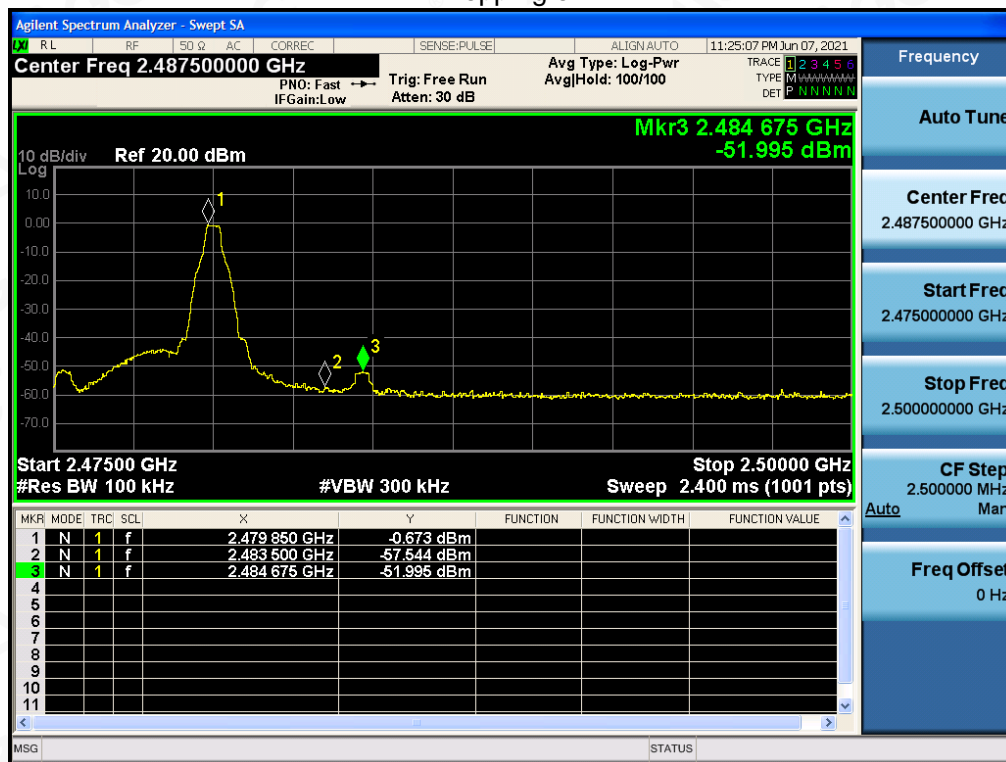 Agilent Spectrum Analyzer - Swept SA
LXI RL RF 50 Ω AC CORREC SENSE:PULSE ALIGN AUTO 11:25:07 PM Jun 07, 2021
Center Freq 2.487500000 GHz
PNO: Fast
IFGain:Low
Trig: Free Run
Atten: 30 dB
Avg Type: Log-Pwr
Avg|Hold: 100/100
TRACE 1 2 3 4 5 6
TYPE M
DET P N N N N N
Mkr3 2.484 675 GHz
-51.995 dBm
10 dB/div Ref 20.00 dBm
Log
10.0
0.00
-10.0
-20.0
-30.0
-40.0
-50.0
-60.0
-70.0
1
2
3
Start 2.47500 GHz Stop 2.50000 GHz
#Res BW 100 kHz #VBW 300 kHz Sweep 2.400 ms (1001 pts)
MKR MODE TRC SCL X Y FUNCTION FUNCTION WIDTH FUNCTION VALUE
1 N 1 f 2.479 850 GHz -0.673 dBm
2 N 1 f 2.483 500 GHz -57.544 dBm
3 N 1 f 2.484 675 GHz -51.995 dBm
4
5
6
7
8
9
10
11
MSG STATUS
Frequency
Auto Tune
Center Freq
2.487500000 GHz
Start Freq
2.475000000 GHz
Stop Freq
2.500000000 GHz
CF Step
2.500000 MHz
Auto Man
Freq Offset
0 Hz